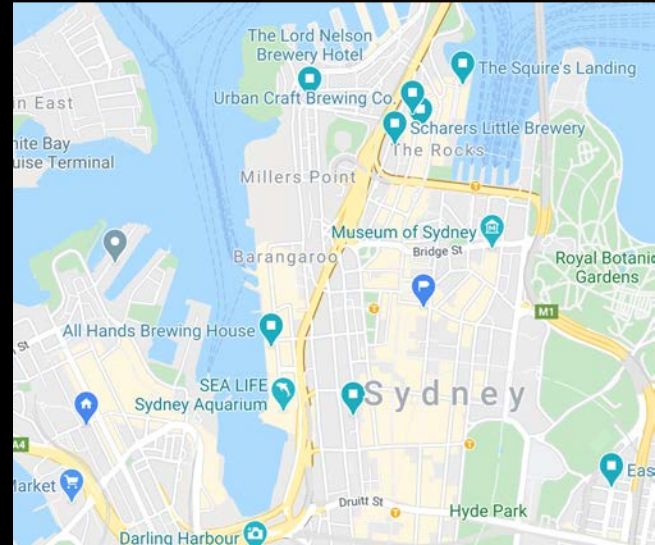 The Lord Nelson
Brewery Hotel
The Squire's Landing
Urban Craft Brewing Co.
in East
Scharers Little Brewery
The Rocks
hite Bay
uise Terminal
Millers Point
Museum of Sydney
Bridge St
Barangaroo
Royal Botanic
Gardens
M1
All Hands Brewing House
St
SEA LIFE
Sydney Aquarium
Sydney
A4
Eas
Market
Druitt St
Hyde Park
Darling Harbour